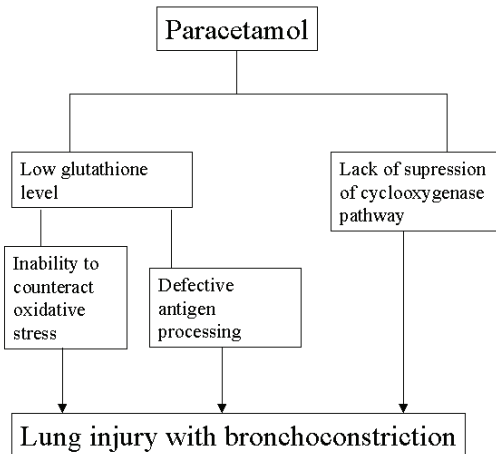 Paracetamol
Low glutathione
level
Lack of supression
of cyclooxygenase
pathway
Inability to
counteract
oxidative
stress
Defective
antigen
processing
Lung injury with bronchoconstriction